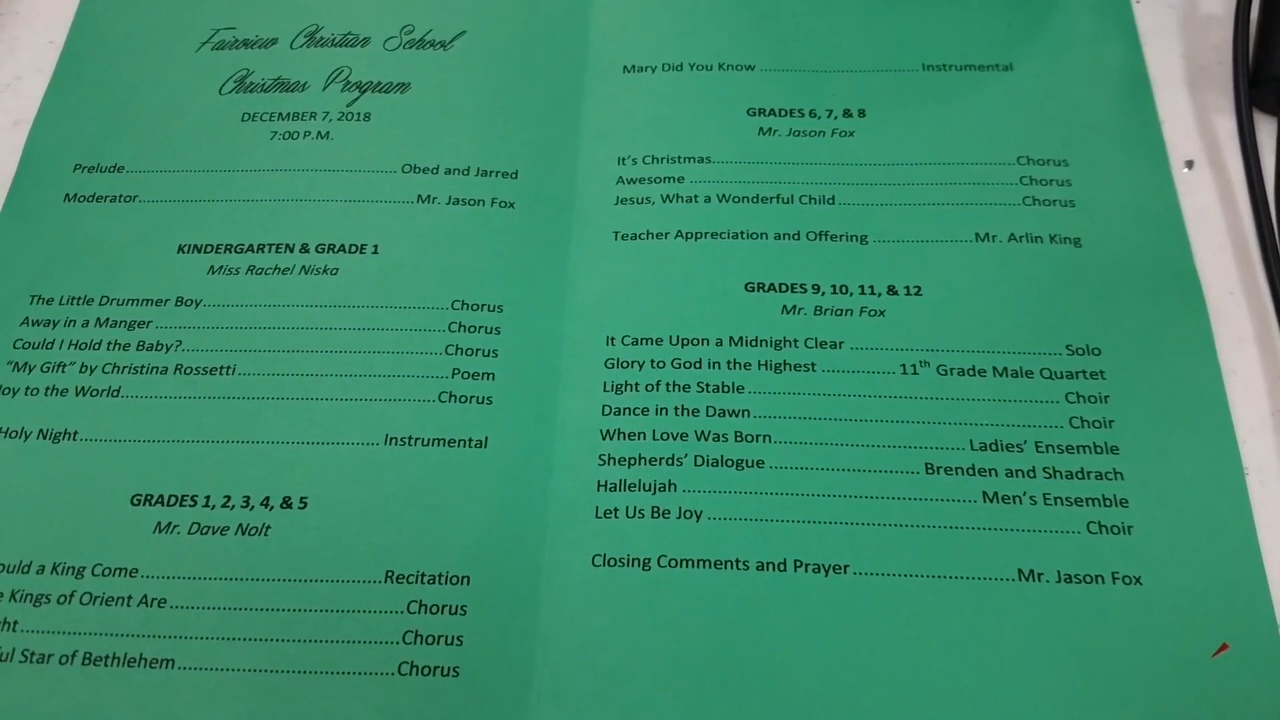 Fairview Christian School
Christmas Program
DECEMBER 7, 2018
7:00 P.M.
Prelude........ Obed and Jarred
Moderator........Mr. Jason Fox
KINDERGARTEN & GRADE 1
Miss Rachel Niska
The Little Drummer Boy........Chorus
Away in a Manger ........Chorus
Could I Hold the Baby?........Chorus
"My Gift" by Christina Rossetti........Poem
to the World........Chorus
Holy Night........ Instrumental
GRADES 1, 2, 3, 4, & 5
Mr. Dave Nolt
a King Come........Recitation
Kings of Orient Are........Chorus
........Chorus
Star of Bethlehem........Chorus
Mary Did You Know ........ Instrumental
GRADES 6, 7, & 8
Mr. Jason Fox
It's Christmas........Chorus
Awesome ........Chorus
Jesus, What a Wonderful Child........Chorus
Teacher Appreciation and Offering ........Mr. Arlin King
GRADES 9, 10, 11, & 12
Mr. Brian Fox
It Came Upon a Midnight Clear ........ Solo
Glory to God in the Highest ........ 11th Grade Male Quartet
Light of the Stable........ Choir
Dance in the Dawn........ Choir
When Love Was Born........ Ladies' Ensemble
Shepherds' Dialogue ........ Brenden and Shadrach
Hallelujah ........ Men's Ensemble
Let Us Be Joy ........ Choir
Closing Comments and Prayer........Mr. Jason Fox